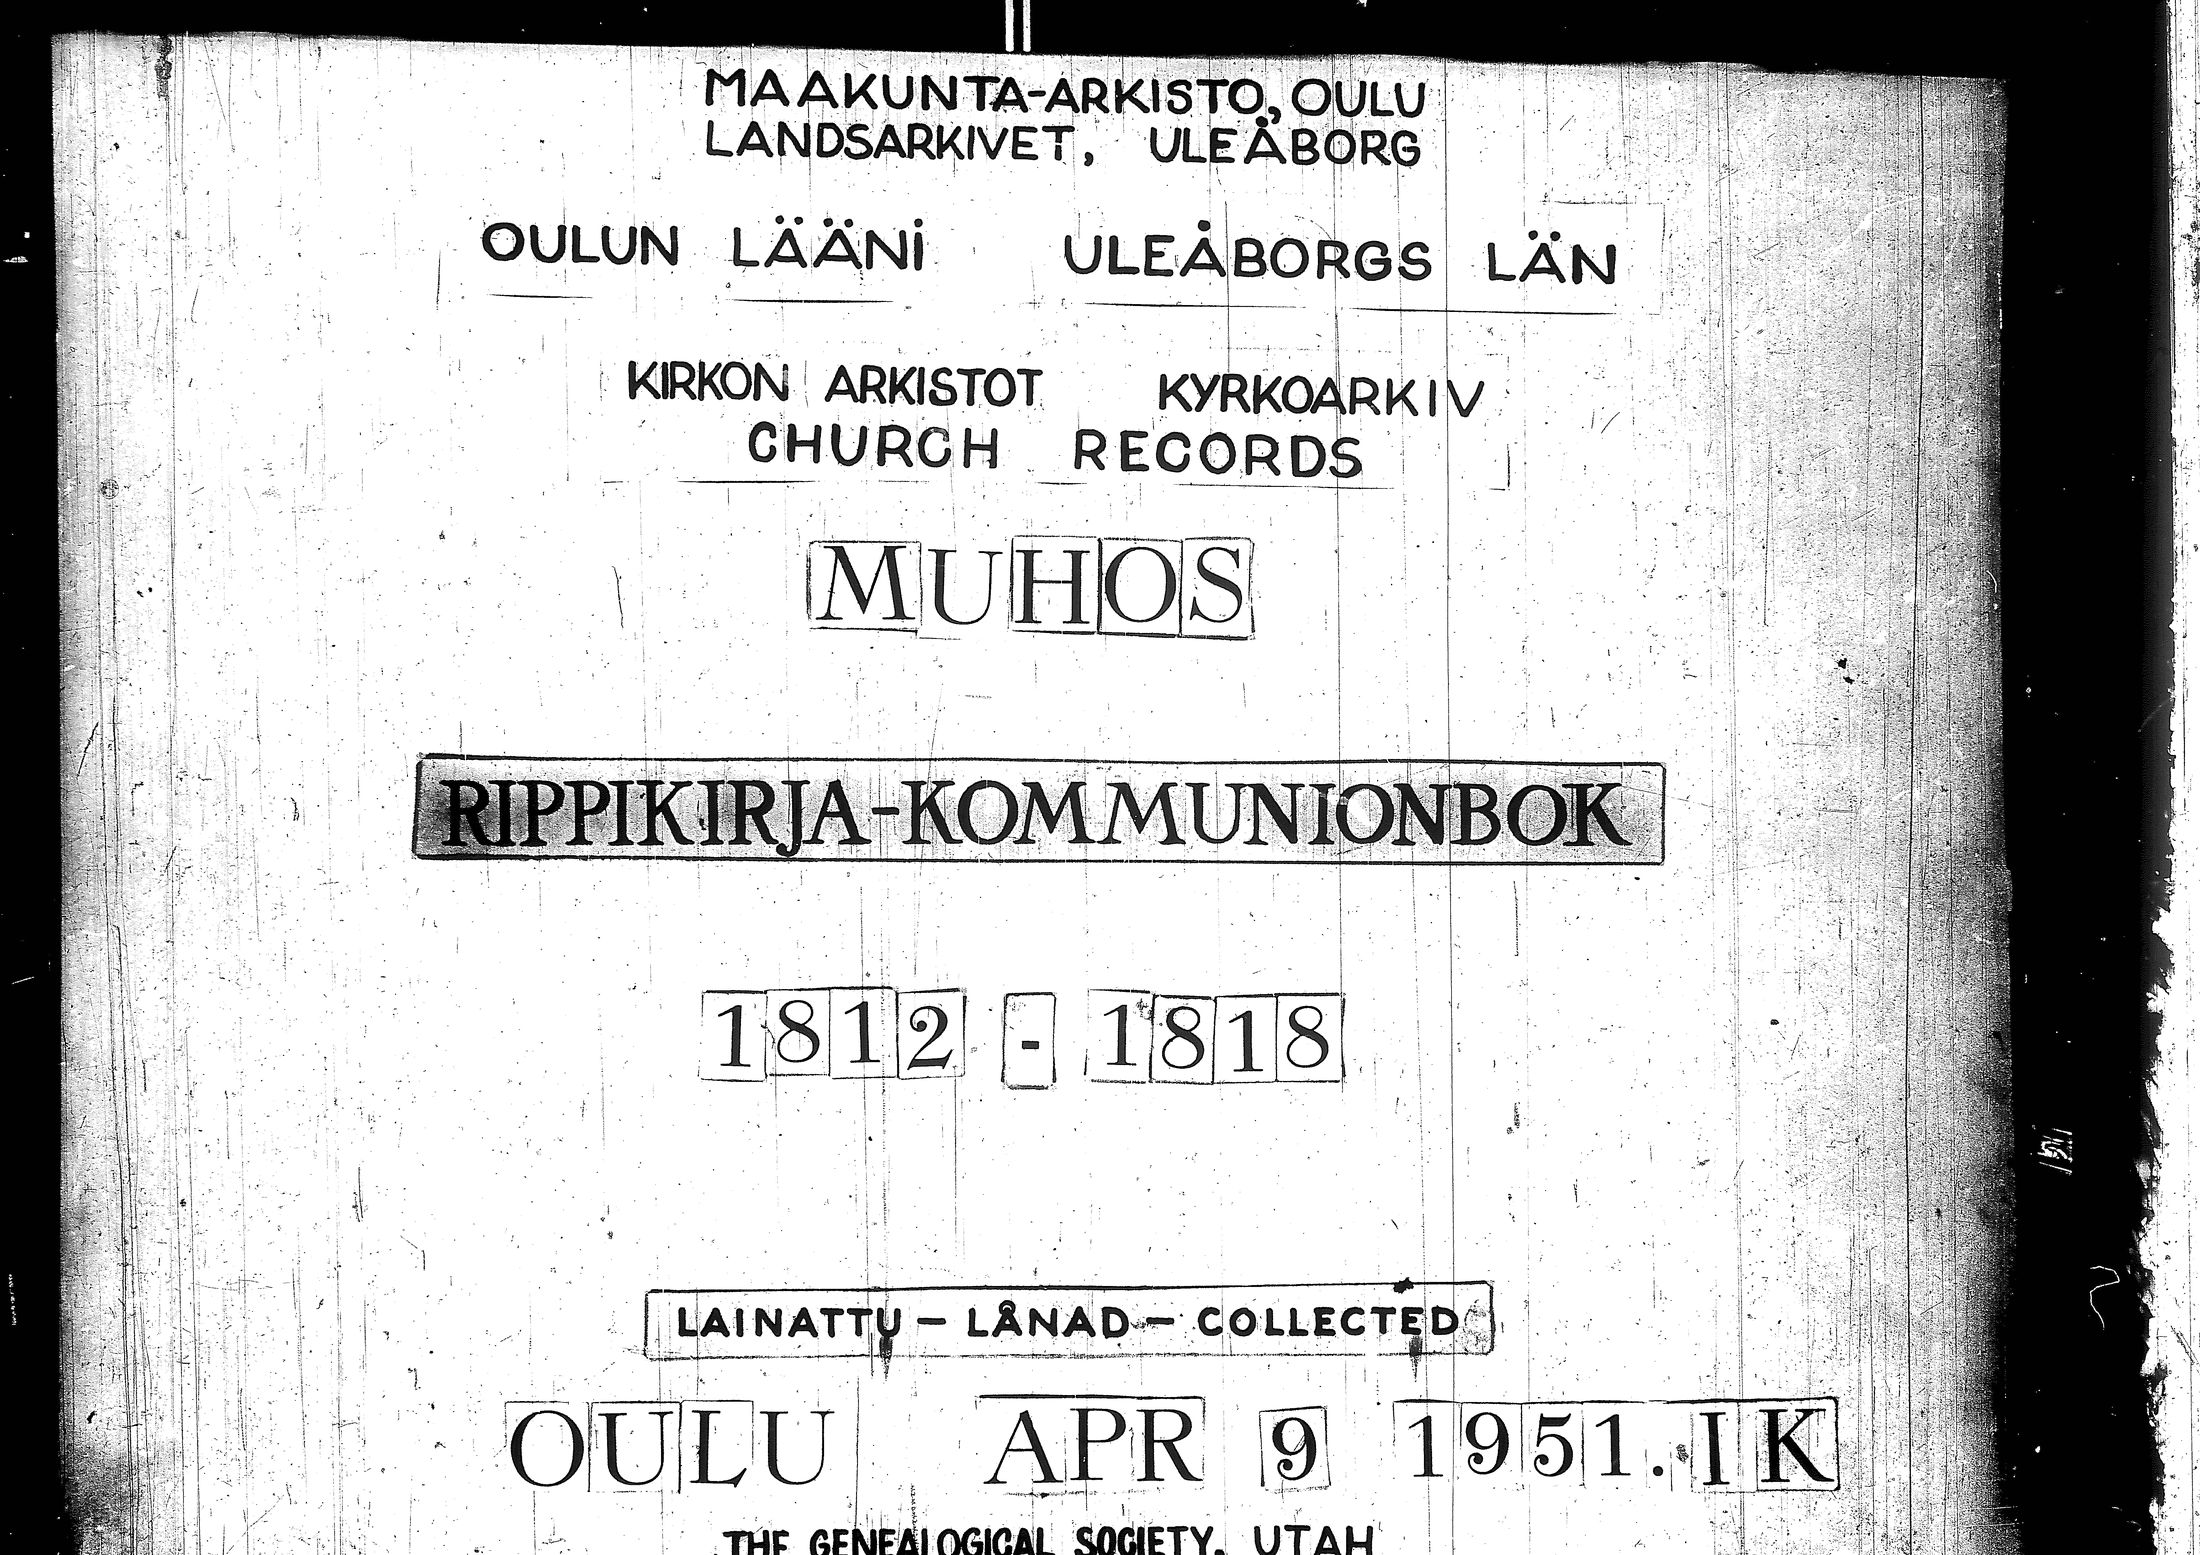 MAAKUNTA-ARKISTO, OULU
LANDSARKIVET, ULEÅBORG
OULUN LÄÄNI ULEÅBORGS LÄN
KIRKON ARKISTOT KYRKOARKIV
CHURCH RECORDS
MUHOS
RIPPIKIRJA-KOMMUNIONBOK
1812 - 1818
LAINATTU - LÅNAD - COLLECTED
OULU APR 9 1951. IK
THE GENEALOGICAL SOCIETY, UTAH